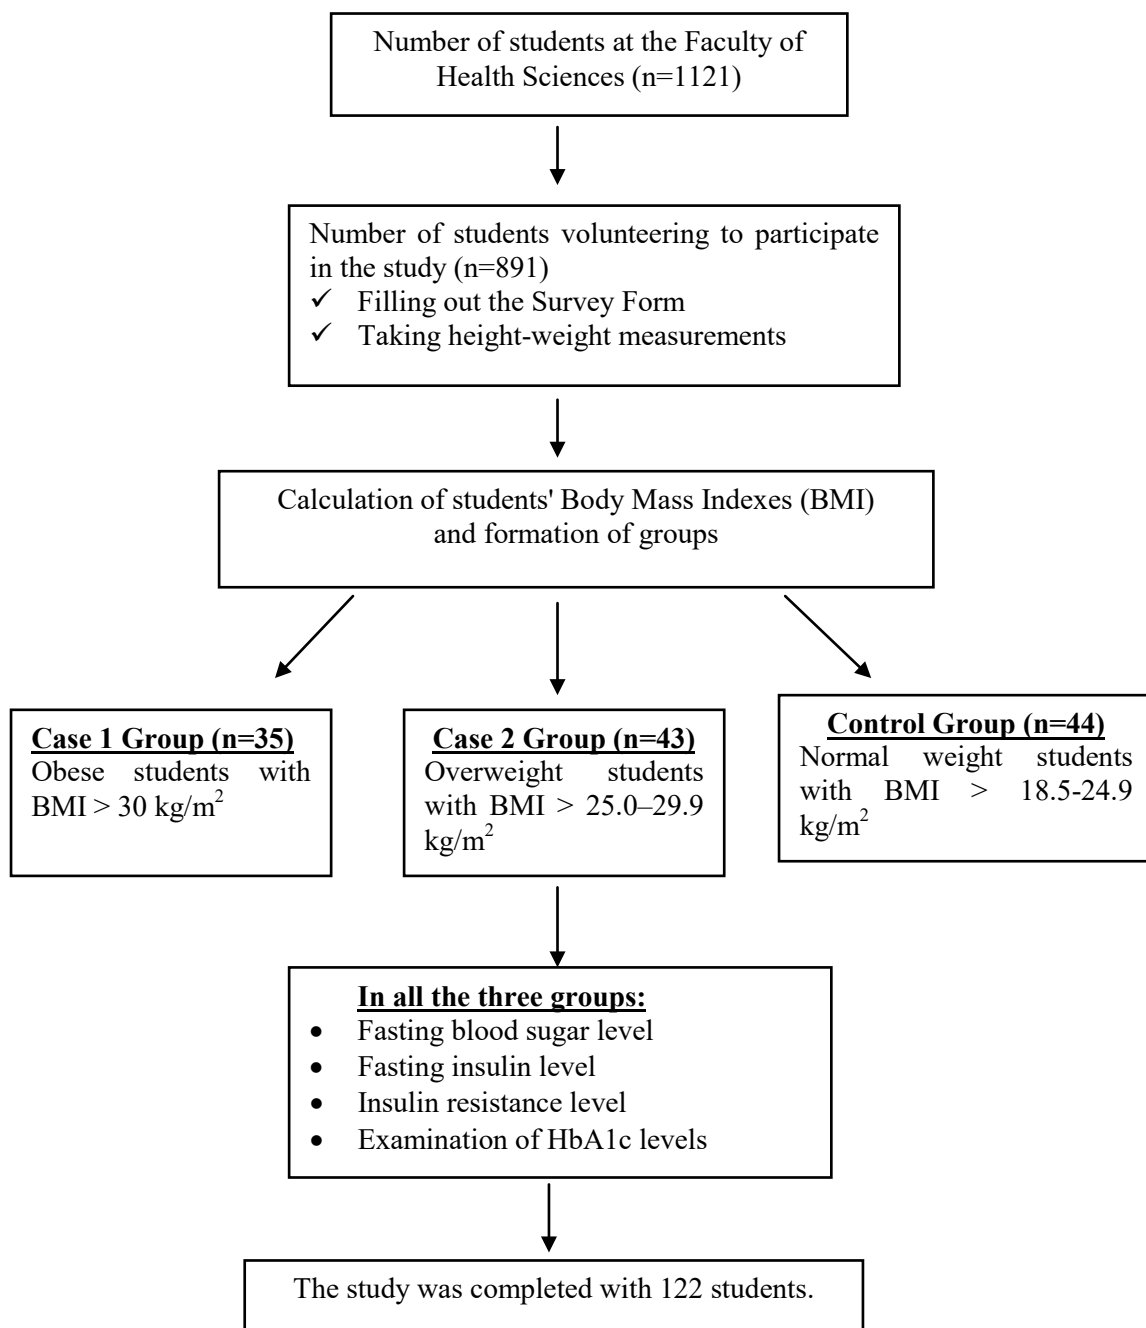 Number of students at the Faculty of
Health Sciences (n=1121)
Number of students volunteering to participate
in the study (n=891)
✓ Filling out the Survey Form
✓ Taking height-weight measurements
Calculation of students' Body Mass Indexes (BMI)
and formation of groups
Case 1 Group (n=35)
Obese students with
BMI > 30 kg/m²
Case 2 Group (n=43)
Overweight students
with BMI > 25.0–29.9
kg/m²
Control Group (n=44)
Normal weight students
with BMI > 18.5-24.9
kg/m²
In all the three groups:
• Fasting blood sugar level
• Fasting insulin level
• Insulin resistance level
• Examination of HbA1c levels
The study was completed with 122 students.